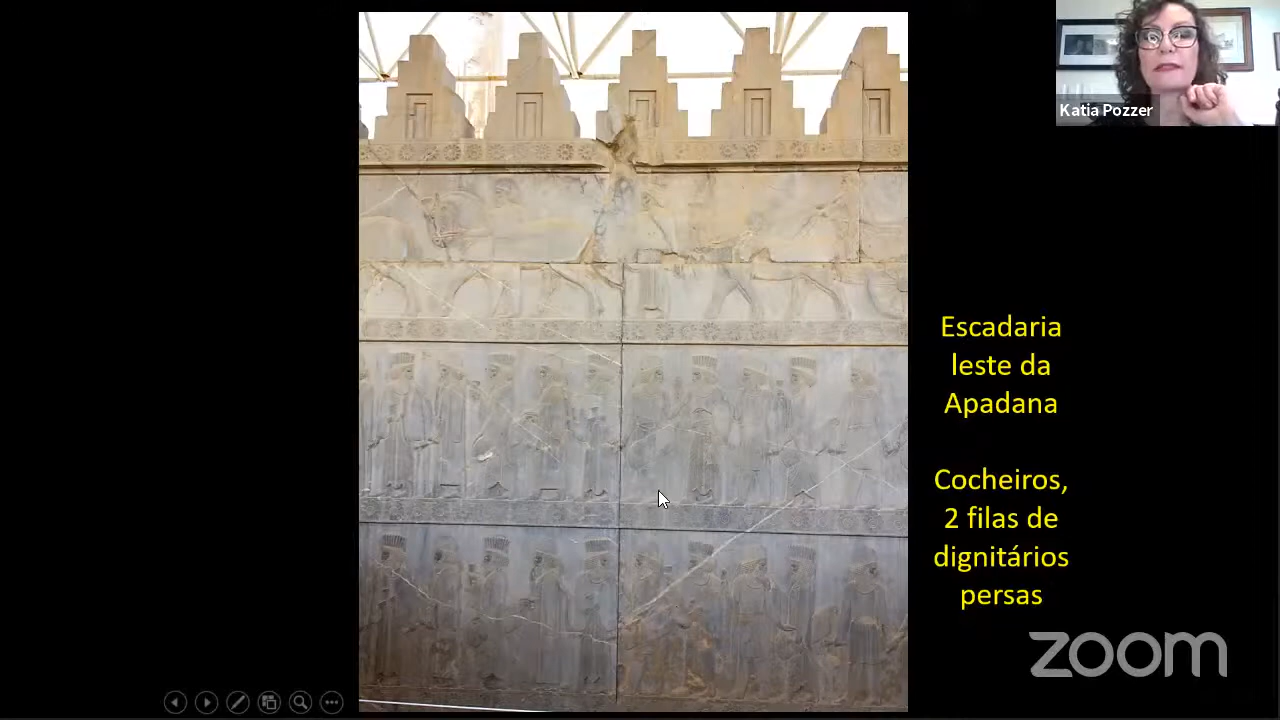 Katia Pozzer
Escadaria
leste da
Apadana
Cocheiros,
2 filas de
dignitários
persas
zoom